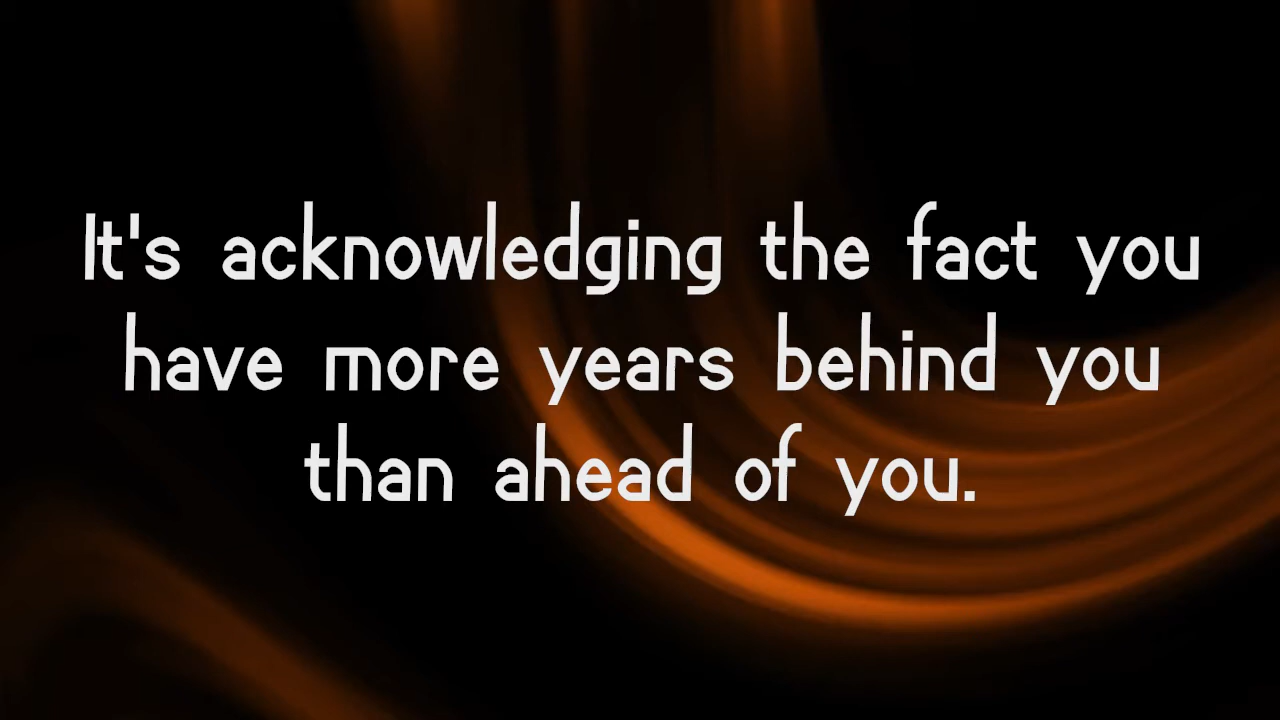 It's acknowledging the fact you
have more years behind you
than ahead of you.